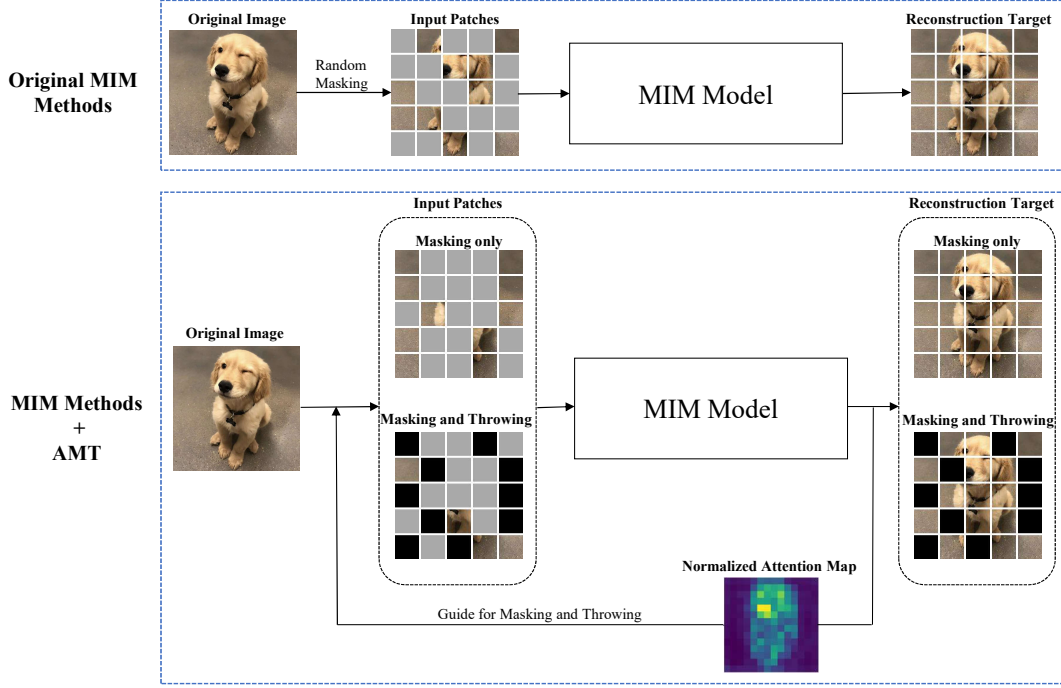 Original Image
Input Patches
Reconstruction Target
Original MIM
Methods
Random
Masking
MIM Model
Input Patches
Reconstruction Target
Masking only
Masking only
Original Image
MIM Methods
+
AMT
MIM Model
Masking and Throwing
Masking and Throwing
Normalized Attention Map
Guide for Masking and Throwing